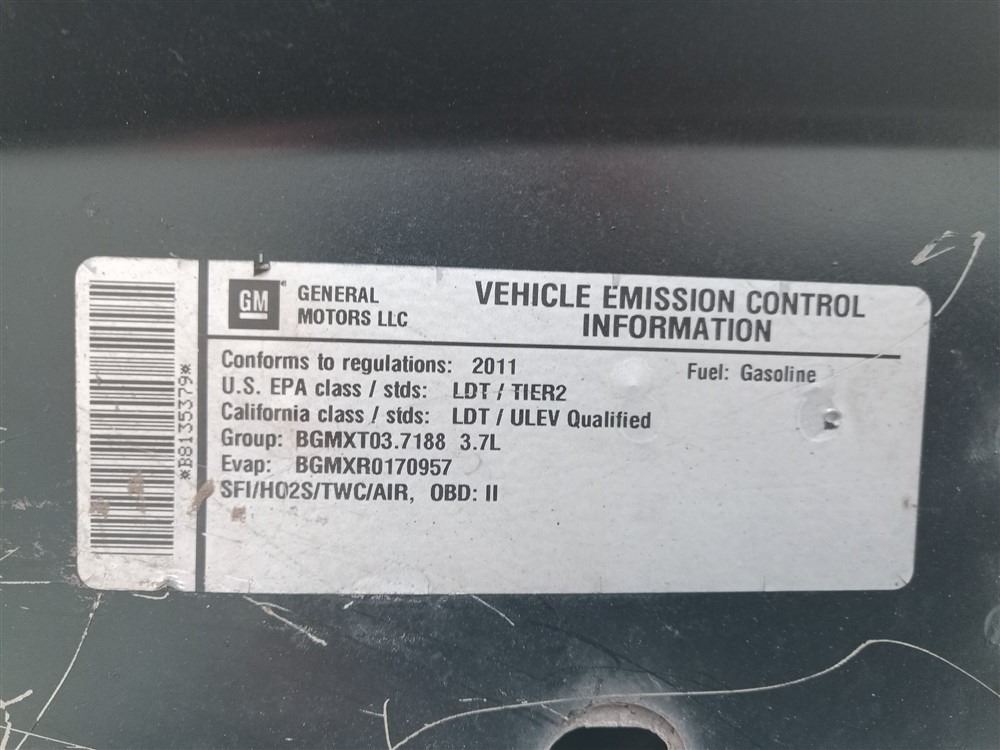 *B8135379*
GM
GENERAL
MOTORS LLC
VEHICLE EMISSION CONTROL
INFORMATION
Conforms to regulations: 2011
Fuel: Gasoline
U.S. EPA class / stds: LDT / TIER2
California class / stds: LDT / ULEV Qualified
Group: BGMXT03.7188 3.7L
Evap: BGMXR0170957
SFI/HO2S/TWC/AIR, OBD: II